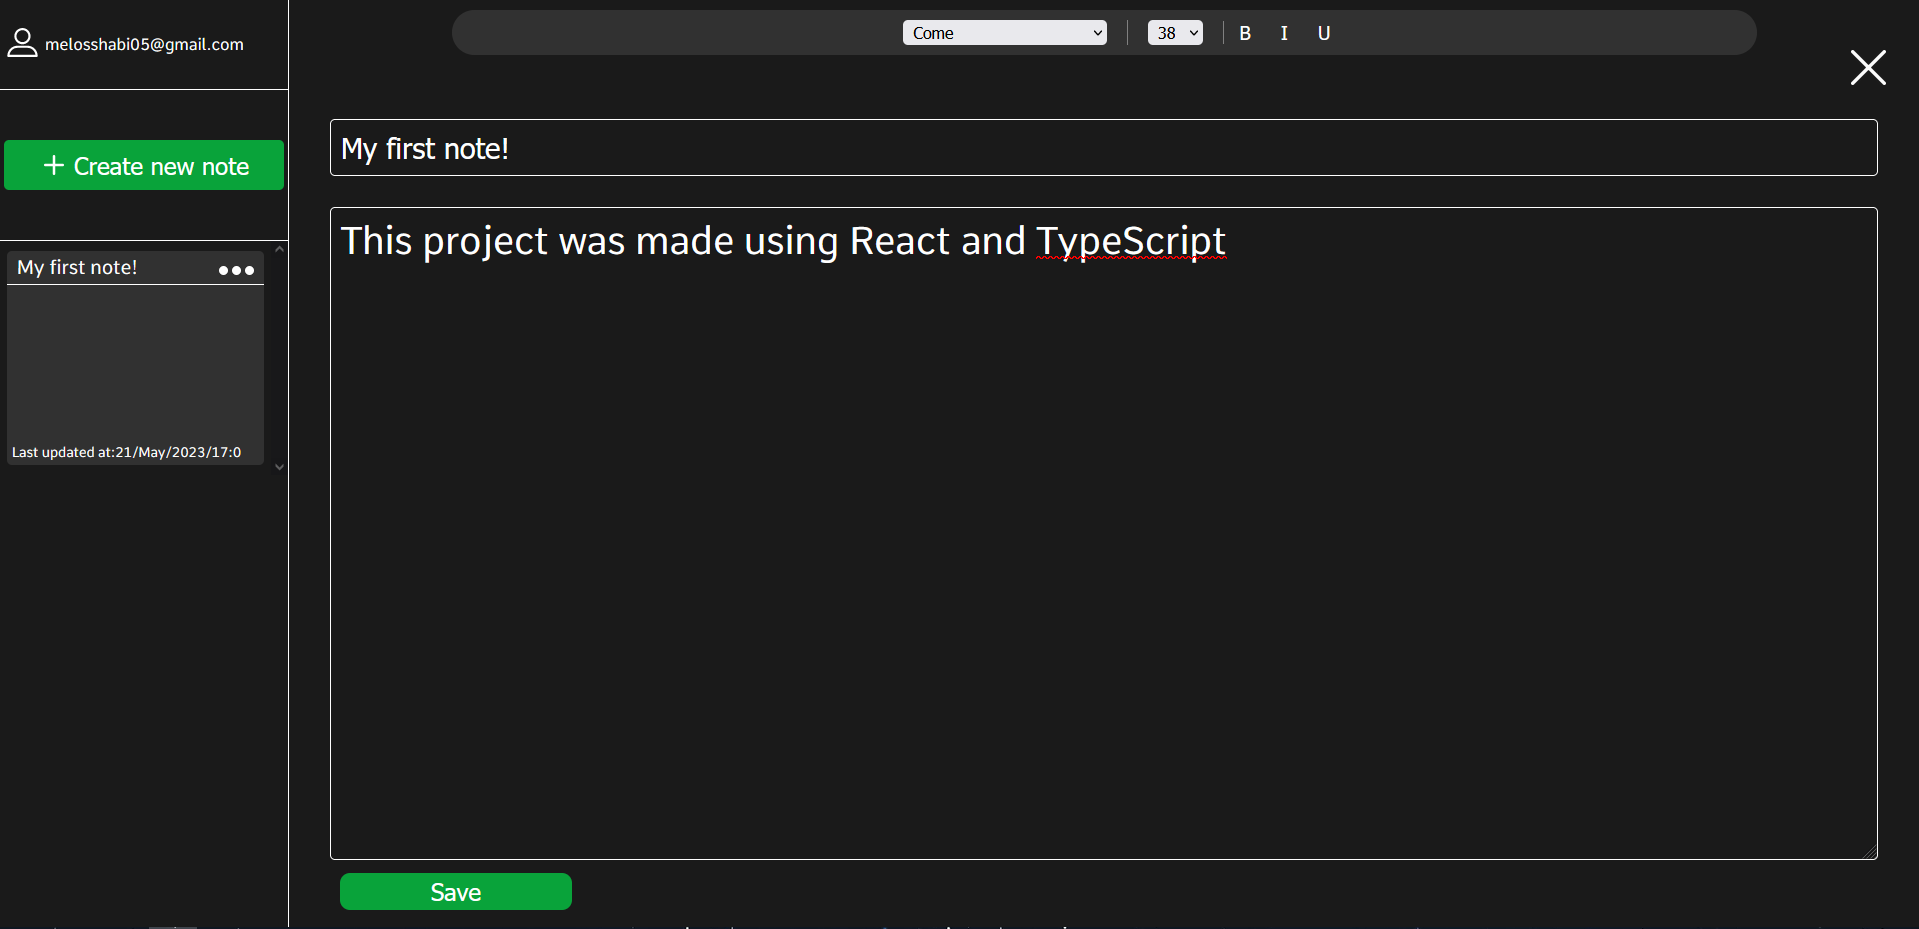 melosshabi05@gmail.com
Create new note
My first note!
Last updated at:21/May/2023/17:0
Come
38
B I U
My first note!
This project was made using React and TypeScript
Save